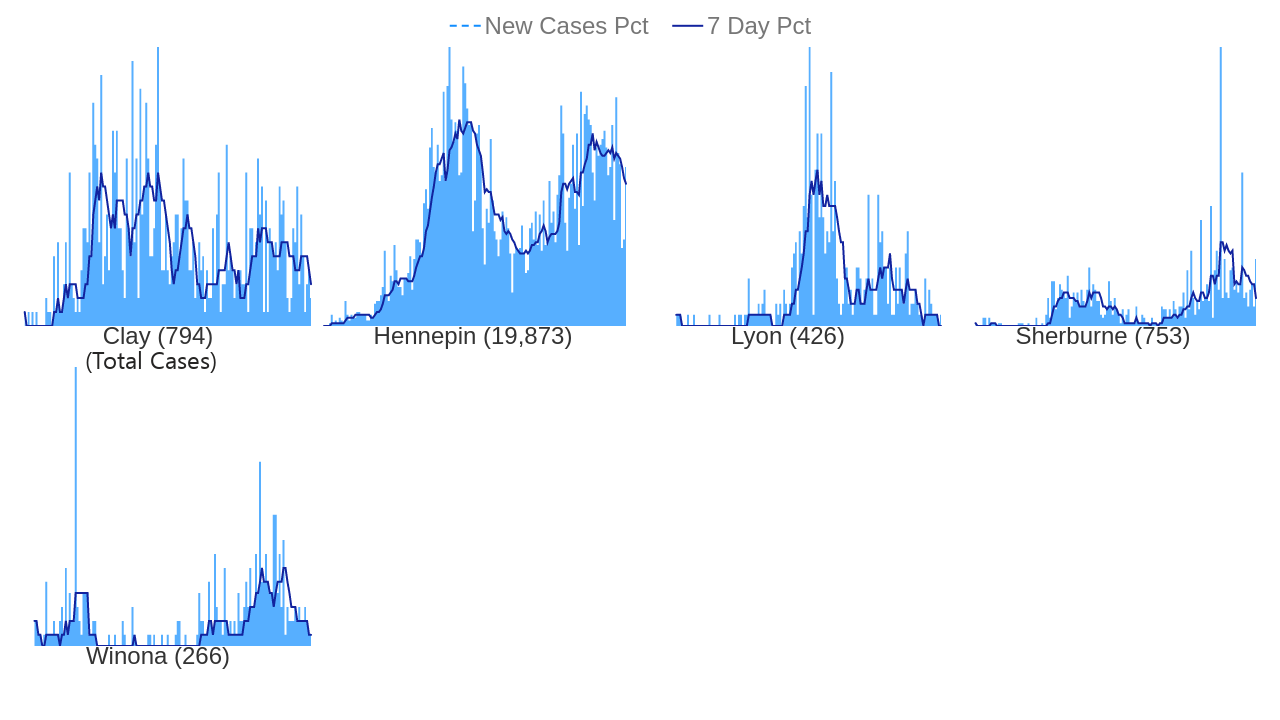 New Cases Pct 7 Day Pct
Clay (794) Hennepin (19,873) Lyon (426) Sherburne (753)
(Total Cases)
Winona (266)